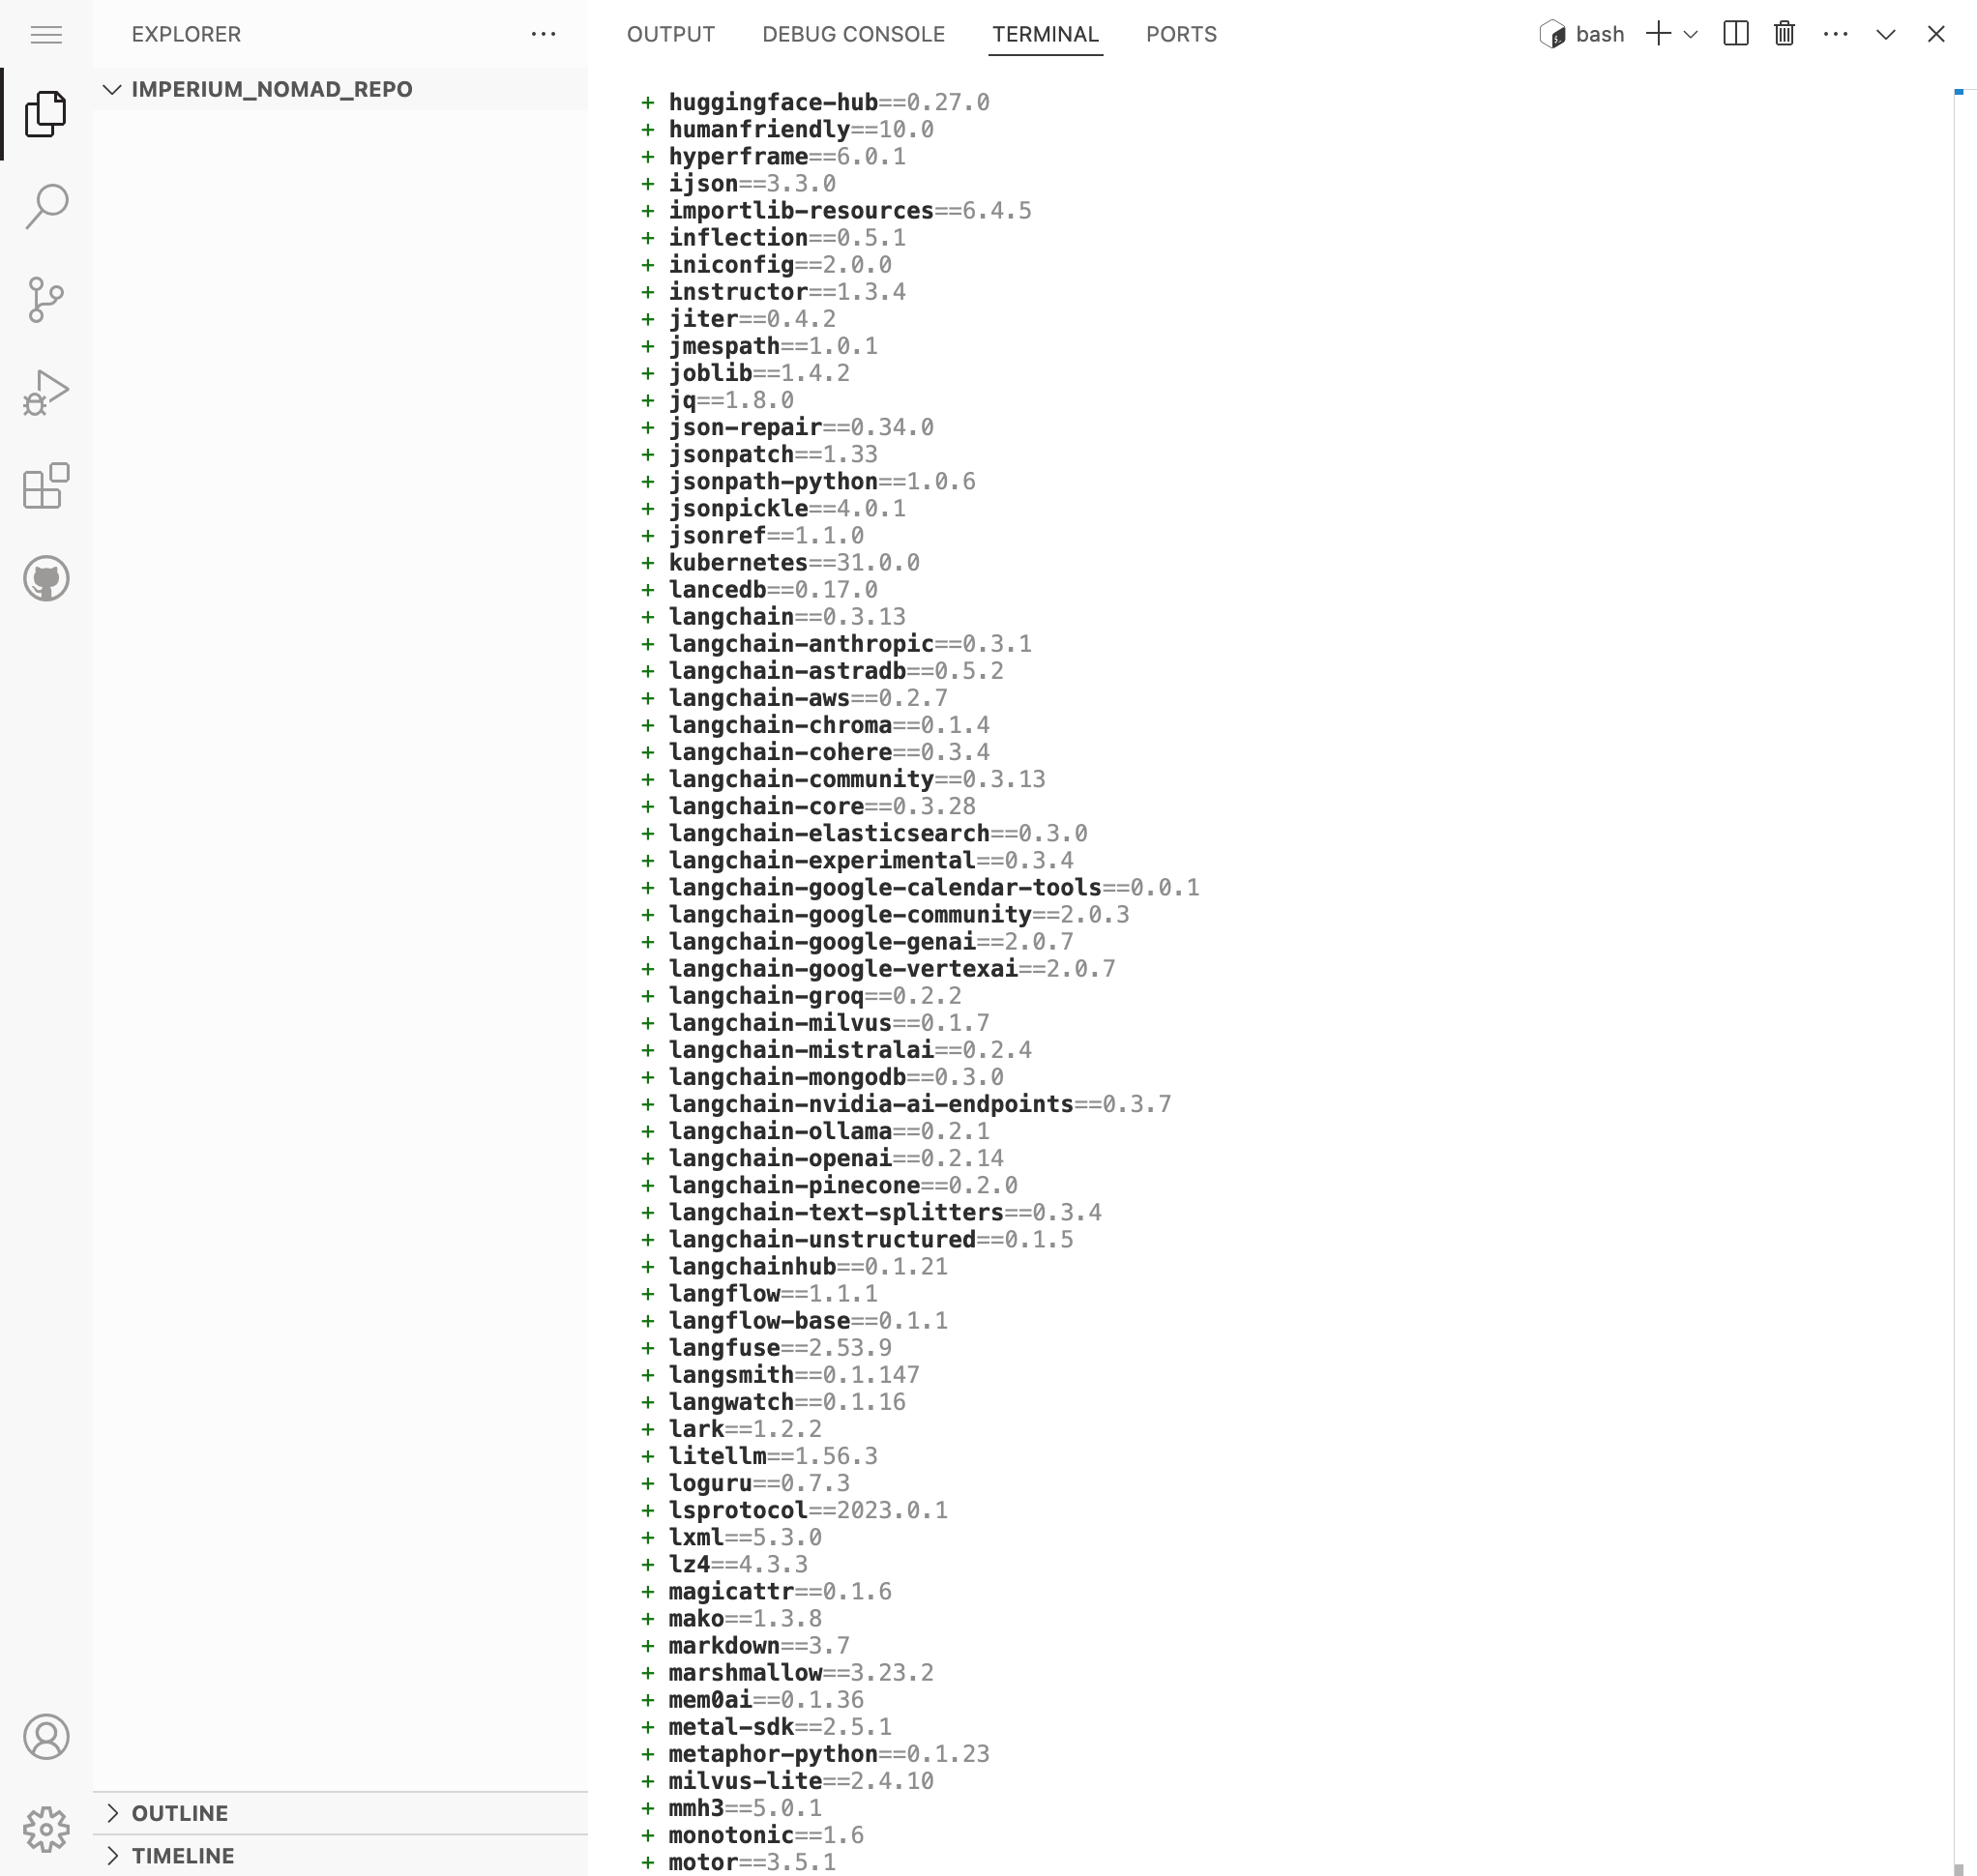 EXPLORER
IMPERIUM_NOMAD_REPO
OUTLINE
TIMELINE
OUTPUT DEBUG CONSOLE TERMINAL PORTS bash
+ huggingface-hub==0.27.0
+ humanfriendly==10.0
+ hyperframe==6.0.1
+ ijson==3.3.0
+ importlib-resources==6.4.5
+ inflection==0.5.1
+ iniconfig==2.0.0
+ instructor==1.3.4
+ jiter==0.4.2
+ jmespath==1.0.1
+ joblib==1.4.2
+ jq==1.8.0
+ json-repair==0.34.0
+ jsonpatch==1.33
+ jsonpath-python==1.0.6
+ jsonpickle==4.0.1
+ jsonref==1.1.0
+ kubernetes==31.0.0
+ lancedb==0.17.0
+ langchain==0.3.13
+ langchain-anthropic==0.3.1
+ langchain-astradb==0.5.2
+ langchain-aws==0.2.7
+ langchain-chroma==0.1.4
+ langchain-cohere==0.3.4
+ langchain-community==0.3.13
+ langchain-core==0.3.28
+ langchain-elasticsearch==0.3.0
+ langchain-experimental==0.3.4
+ langchain-google-calendar-tools==0.0.1
+ langchain-google-community==2.0.3
+ langchain-google-genai==2.0.7
+ langchain-google-vertexai==2.0.7
+ langchain-groq==0.2.2
+ langchain-milvus==0.1.7
+ langchain-mistralai==0.2.4
+ langchain-mongodb==0.3.0
+ langchain-nvidia-ai-endpoints==0.3.7
+ langchain-ollama==0.2.1
+ langchain-openai==0.2.14
+ langchain-pinecone==0.2.0
+ langchain-text-splitters==0.3.4
+ langchain-unstructured==0.1.5
+ langchainhub==0.1.21
+ langflow==1.1.1
+ langflow-base==0.1.1
+ langfuse==2.53.9
+ langsmith==0.1.147
+ langwatch==0.1.16
+ lark==1.2.2
+ litellm==1.56.3
+ loguru==0.7.3
+ lsprotocol==2023.0.1
+ lxml==5.3.0
+ lz4==4.3.3
+ magicattr==0.1.6
+ mako==1.3.8
+ markdown==3.7
+ marshmallow==3.23.2
+ mem0ai==0.1.36
+ metal-sdk==2.5.1
+ metaphor-python==0.1.23
+ milvus-lite==2.4.10
+ mmh3==5.0.1
+ monotonic==1.6
+ motor==3.5.1